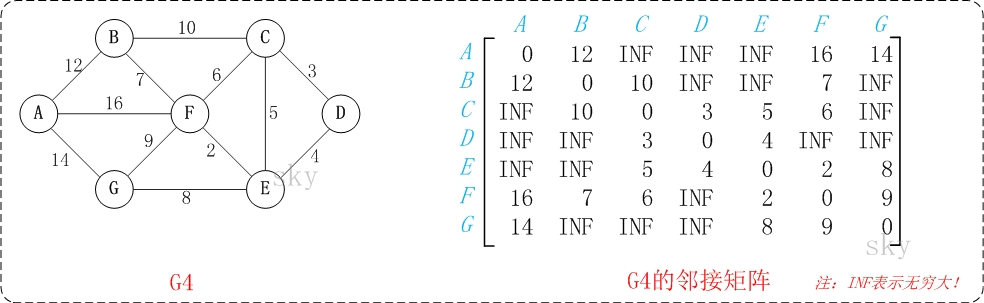 10
B C
12 7 6 3
16
A F 5 D
14 9 2 4
G 8 E
sky
G4
A B C D E F G
A 0 12 INF INF INF 16 14
B 12 0 10 INF INF 7 INF
C INF 10 0 3 5 6 INF
D INF INF 3 0 4 INF INF
E INF INF 5 4 0 2 8
F 16 7 6 INF 2 0 9
G 14 INF INF INF 8 9 0
sky
G4的邻接矩阵 注: INF表示无穷大!